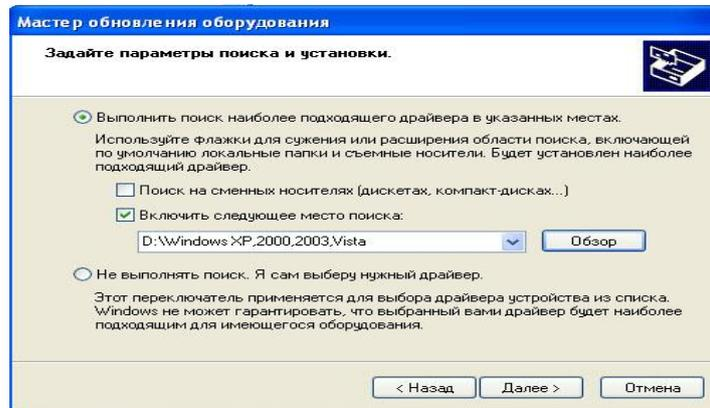 Мастер обновления оборудования
Задайте параметры поиска и установки.
Выполнить поиск наиболее подходящего драйвера в указанных местах.
Используйте флажки для сужения или расширения области поиска, включающей
по умолчанию локальные папки и съемные носители. Будет установлен наиболее
подходящий драйвер.
Поиск на сменных носителях (дискетах, компакт-дисках...)
Включить следующее место поиска:
D:\Windows XP,2000,2003,Vista
Обзор
Не выполнять поиск. Я сам выберу нужный драйвер.
Этот переключатель применяется для выбора драйвера устройства из списка.
Windows не может гарантировать, что выбранный вами драйвер будет наиболее
подходящим для имеющегося оборудования.
< Назад Далее > Отмена